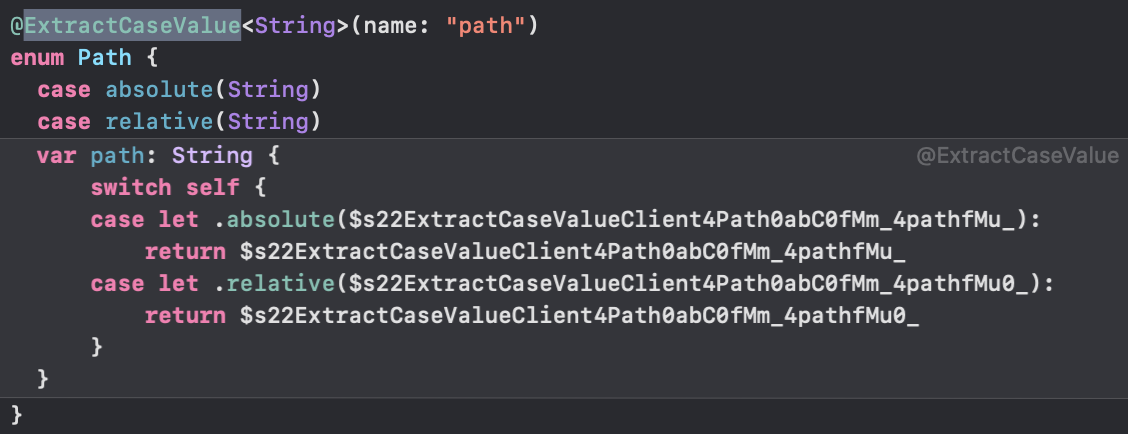 @ExtractCaseValue<String>(name: "path")
enum Path {
case absolute(String)
case relative(String)
var path: String {
@ExtractCaseValue
switch self {
case let .absolute($s22ExtractCaseValueClient4Path0abC0fMm_4pathfMu_):
return $s22ExtractCaseValueClient4Path0abC0fMm_4pathfMu_
case let .relative($s22ExtractCaseValueClient4Path0abC0fMm_4pathfMu0_):
return $s22ExtractCaseValueClient4Path0abC0fMm_4pathfMu0_
}
}
}